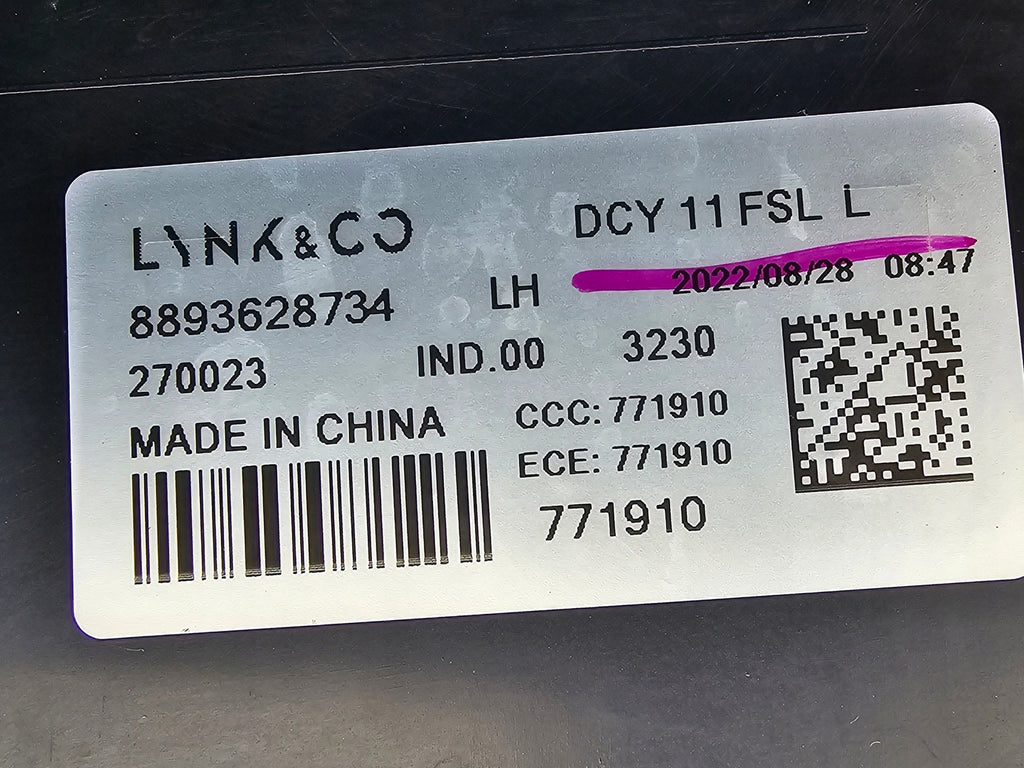 LYNK&CO
DCY 11 FSL L
8893628734 LH 2022/08/28 08:47
270023 IND.00 3230
MADE IN CHINA CCC: 771910
ECE: 771910
771910